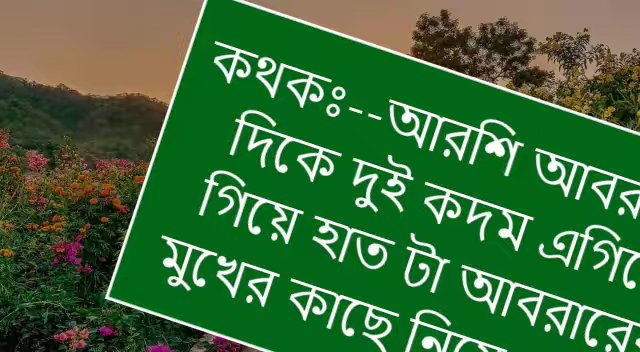 কথকঃ--আরশি আবর
দিকে দুই কদম এগিয়ে
গিয়ে হাত টা আবরারে
মুখের কাছে নিয়ে